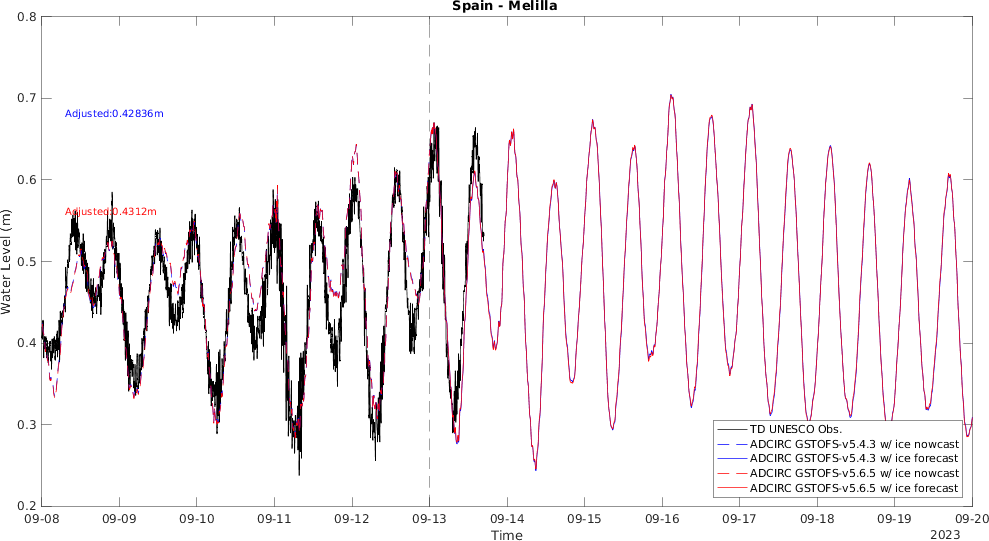 Spain - Melilla
0.8
0.7
0.6
0.5
0.4
0.3
0.2
Water Level (m)
Adjusted:0.42836m
Adjusted:0.4312m
TD UNESCO Obs.
ADCIRC GSTOFS-v5.4.3 w/ ice nowcast
ADCIRC GSTOFS-v5.4.3 w/ ice forecast
ADCIRC GSTOFS-v5.6.5 w/ ice nowcast
ADCIRC GSTOFS-v5.6.5 w/ ice forecast
09-08 09-09 09-10 09-11 09-12 09-13 09-14 09-15 09-16 09-17 09-18 09-19 09-20
Time
2023